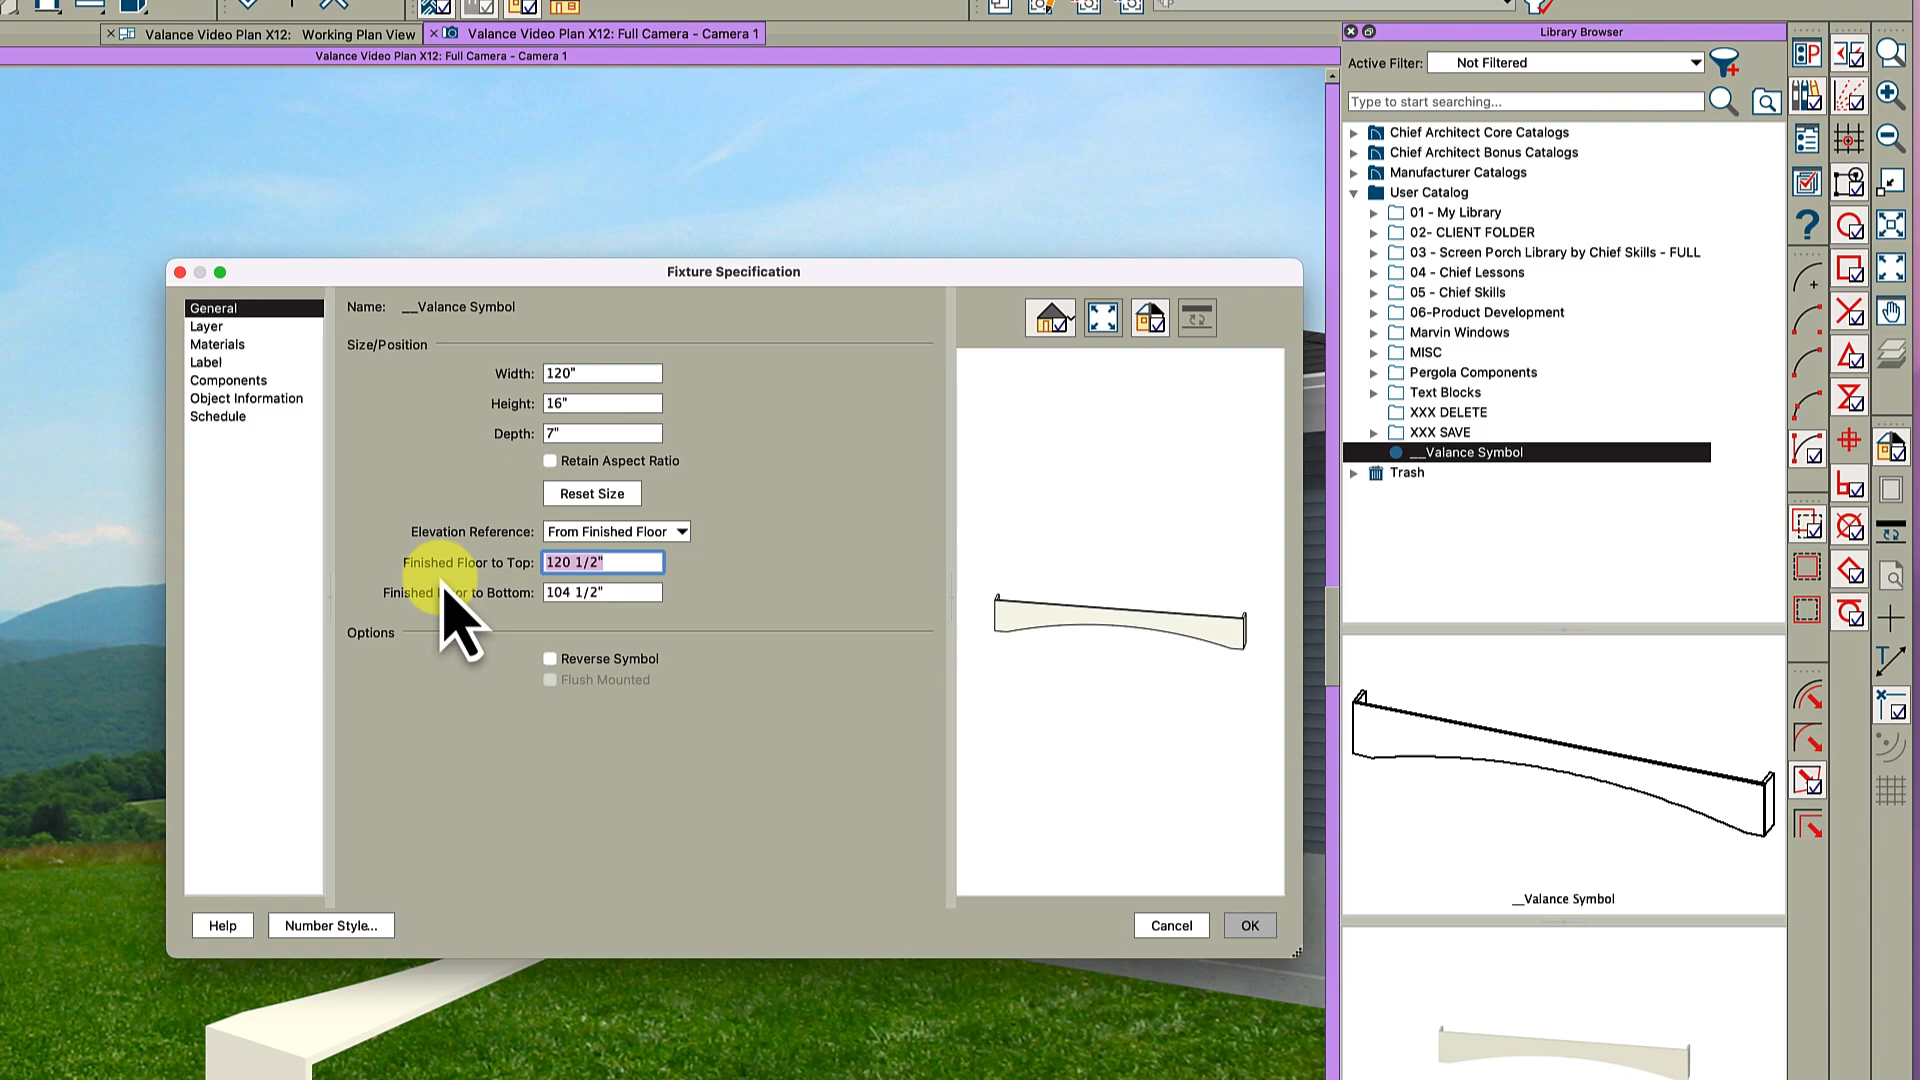 Valance Video Plan X12: Working Plan View
Valance Video Plan X12: Full Camera - Camera 1
Valance Video Plan X12: Full Camera - Camera 1
Library Browser
Active Filter: Not Filtered
Type to start searching...
Chief Architect Core Catalogs
Chief Architect Bonus Catalogs
Manufacturer Catalogs
User Catalog
01 - My Library
02- CLIENT FOLDER
03 - Screen Porch Library by Chief Skills - FULL
04 - Chief Lessons
05 - Chief Skills
06-Product Development
Marvin Windows
MISC
Pergola Components
Text Blocks
XXX DELETE
XXX SAVE
__Valance Symbol
Trash
__Valance Symbol
Fixture Specification
General
Layer
Materials
Label
Components
Object Information
Schedule
Name: __Valance Symbol
Size/Position
Width: 120"
Height: 16"
Depth: 7"
Retain Aspect Ratio
Reset Size
Elevation Reference: From Finished Floor
Finished Floor to Top: 120 1/2"
Finished Floor to Bottom: 104 1/2"
Options
Reverse Symbol
Flush Mounted
Help
Number Style...
Cancel
OK